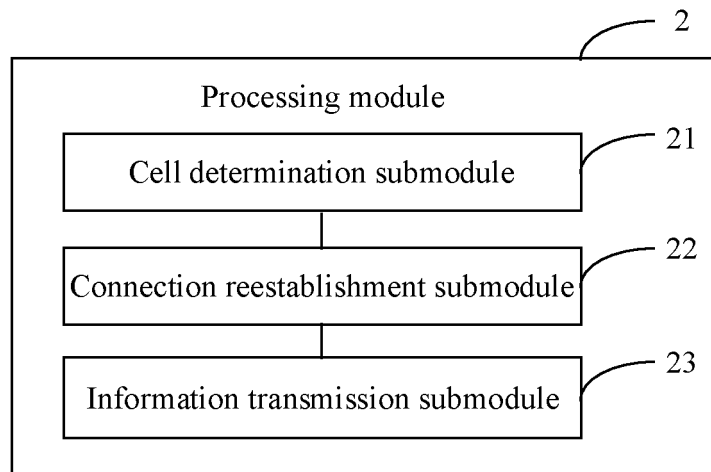 2
Processing module
21
Cell determination submodule
22
Connection reestablishment submodule
23
Information transmission submodule